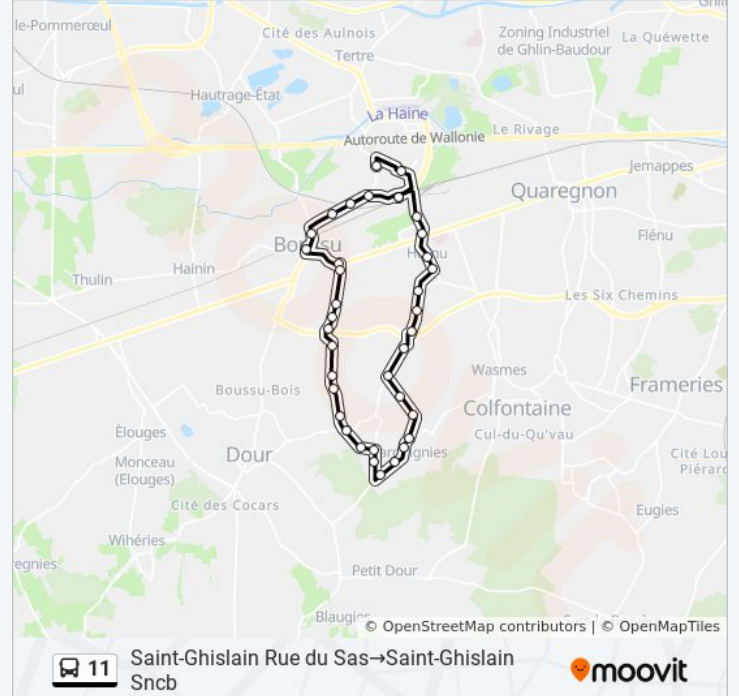 le-Pommerœul
Cité des Aulnois
Tertre
Zoning Industriel
de Ghlin-Baudour
La Quéwette
Hautrage-État
La Haine
Autoroute de Wallonie
Le Rivage
Jemappes
Quaregnon
Flénu
Thulin
Hainin
Les Six Chemins
Wasmes
Frameries
Boussu-Bois
Colfontaine
Cul-du-Qu'vau
Élouges
Dour
Monceau
(Elouges)
Cité des Cocars
Eugies
Wihéries
Petit Dour
Blaugies
© OpenStreetMap contributors | © OpenMapTiles
11
Saint-Ghislain Rue du Sas→Saint-Ghislain
Sncb
moovit